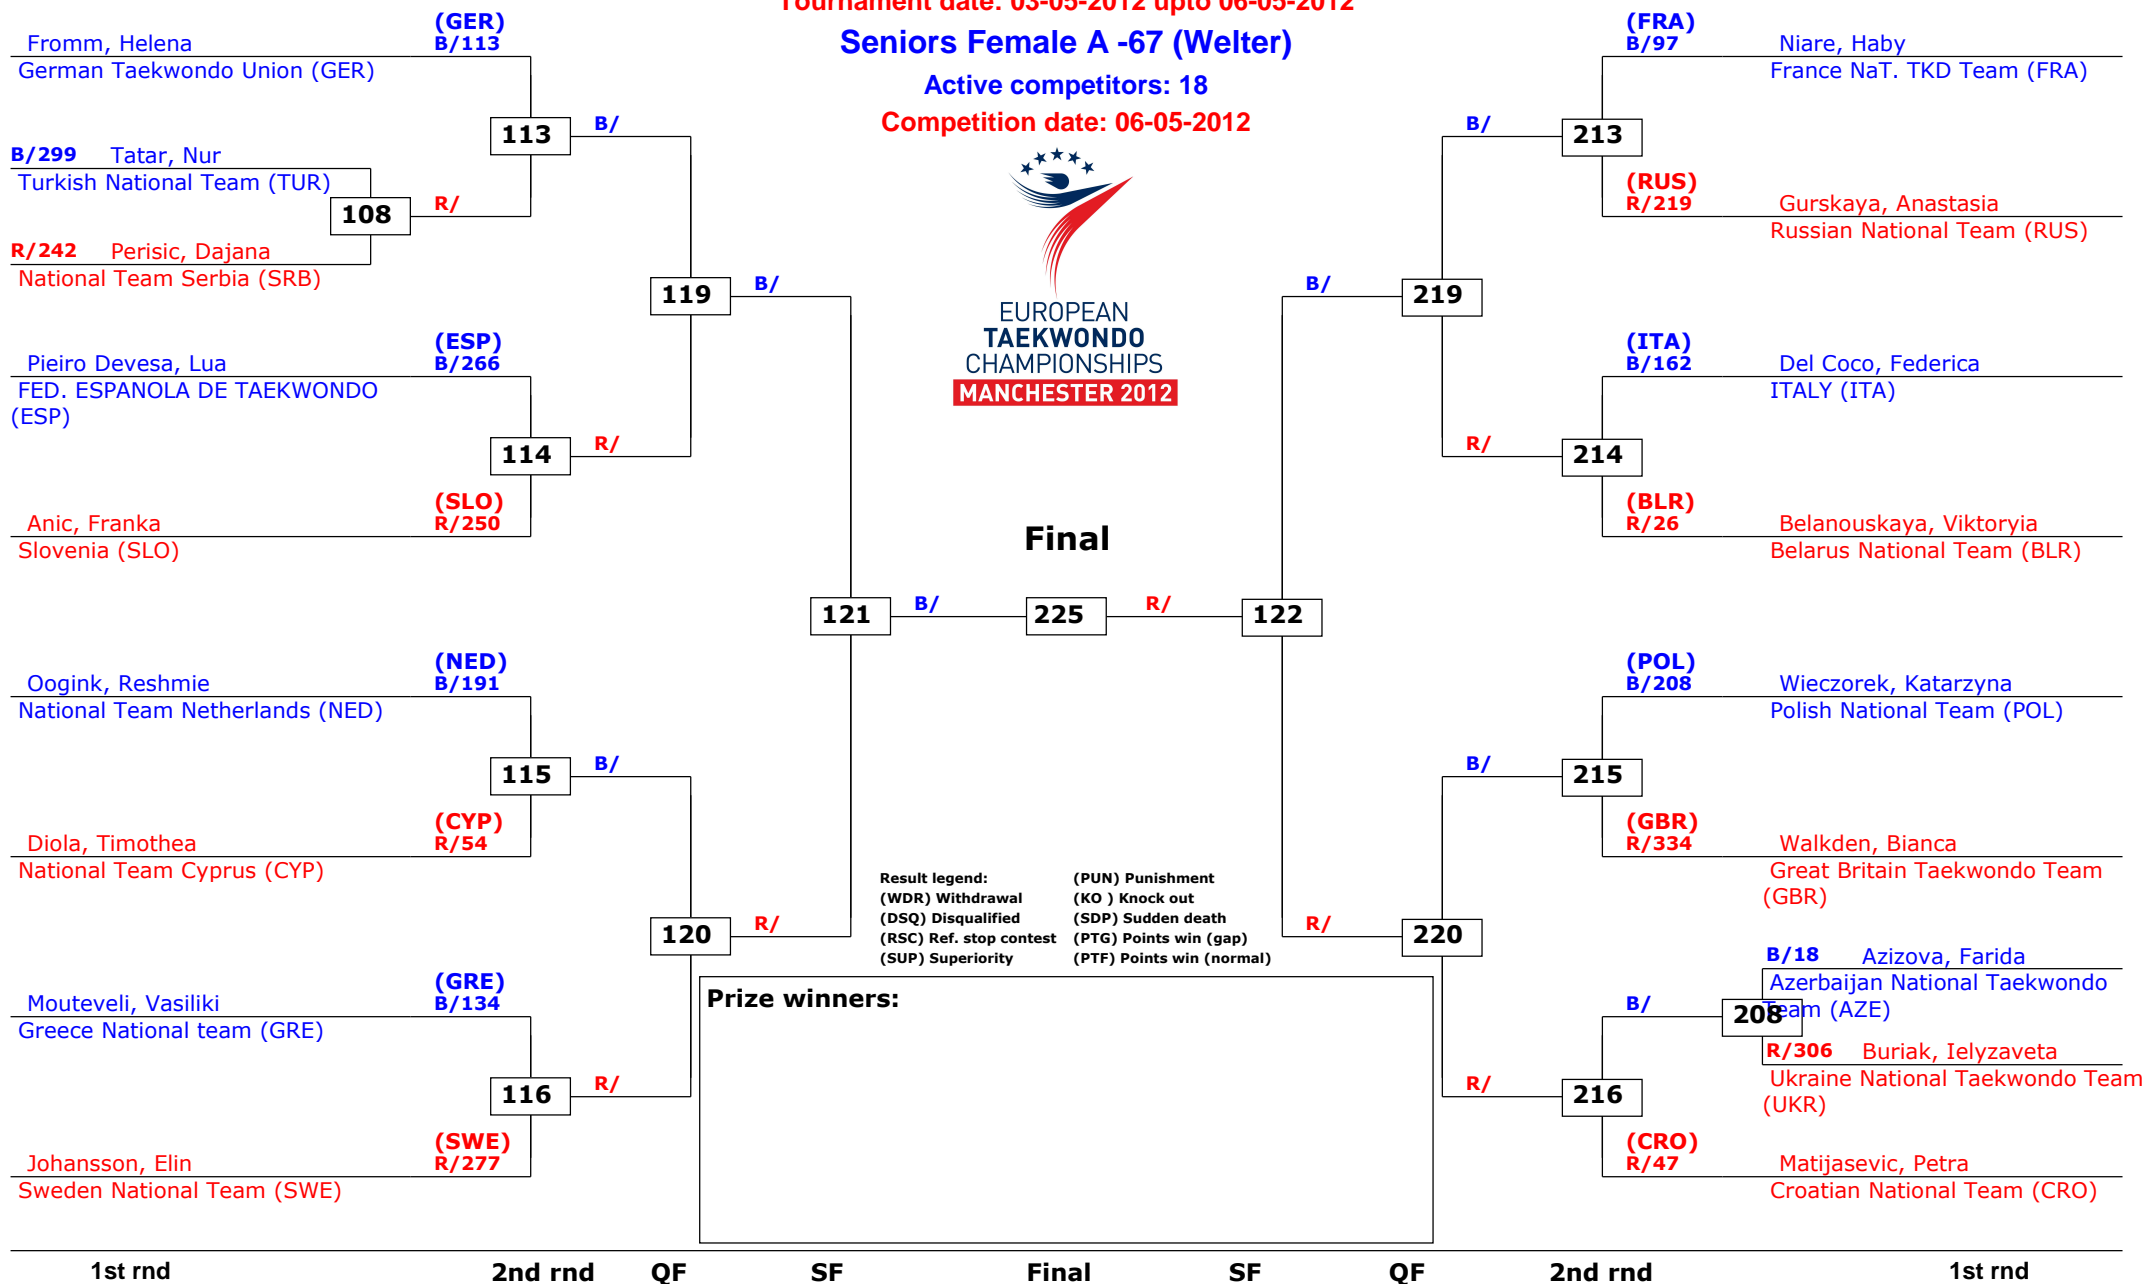 Tournament date: 03-05-2012 upto 06-05-2012
Seniors Female A -67 (Welter)
Active competitors: 18
Competition date: 06-05-2012
EUROPEAN
TAEKWONDO
CHAMPIONSHIPS
MANCHESTER 2012
(GER)
Fromm, Helena B/113
German Taekwondo Union (GER)
113 B/
B/299 Tatar, Nur
Turkish National Team (TUR)
108 R/
R/242 Perisic, Dajana
National Team Serbia (SRB)
119 B/
(ESP)
Pieiro Devesa, Lua B/266
FED. ESPANOLA DE TAEKWONDO
(ESP)
114 R/
(SLO)
Anic, Franka R/250
Slovenia (SLO)
Final
121 B/ 225 R/ 122
(NED)
Oogink, Reshmie B/191
National Team Netherlands (NED)
115 B/
(CYP)
Diola, Timothea R/54
National Team Cyprus (CYP)
120 R/
(GRE)
Mouteveli, Vasiliki B/134
Greece National team (GRE)
116 R/
(SWE)
Johansson, Elin R/277
Sweden National Team (SWE)
(FRA)
B/97 Niare, Haby
France NaT. TKD Team (FRA)
B/ 213
(RUS)
R/219 Gurskaya, Anastasia
Russian National Team (RUS)
B/ 219
(ITA)
B/162 Del Coco, Federica
ITALY (ITA)
R/ 214
(BLR)
R/26 Belanouskaya, Viktoryia
Belarus National Team (BLR)
(POL)
B/208 Wieczorek, Katarzyna
Polish National Team (POL)
B/ 215
(GBR)
R/334 Walkden, Bianca
Great Britain Taekwondo Team
(GBR)
R/ 220
B/18 Azizova, Farida
Azerbaijan National Taekwondo
Team (AZE)
B/ 208
R/306 Buriak, Ielyzaveta
Ukraine National Taekwondo Team
(UKR)
R/ 216
(CRO)
R/47 Matijasevic, Petra
Croatian National Team (CRO)
Result legend: (PUN) Punishment
(WDR) Withdrawal (KO ) Knock out
(DSQ) Disqualified (SDP) Sudden death
(RSC) Ref. stop contest (PTG) Points win (gap)
(SUP) Superiority (PTF) Points win (normal)
Prize winners:
1st rnd 2nd rnd QF SF Final SF QF 2nd rnd 1st rnd